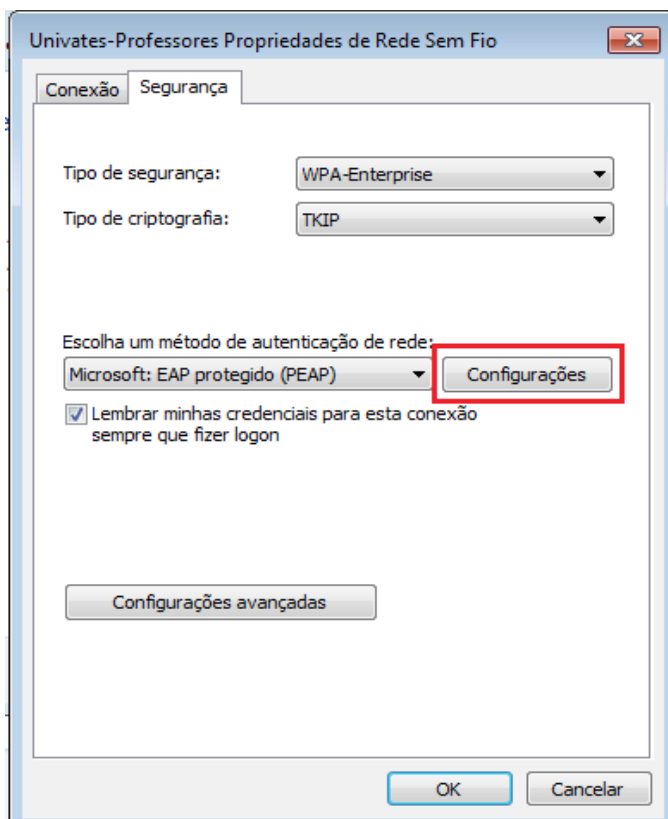 Univates-Professores Propriedades de Rede Sem Fio
Conexão Segurança
Tipo de segurança: WPA-Enterprise
Tipo de criptografia: TKIP
Escolha um método de autenticação de rede:
Microsoft: EAP protegido (PEAP) Configurações
Lembrar minhas credenciais para esta conexão
sempre que fizer logon
Configurações avançadas
OK Cancelar